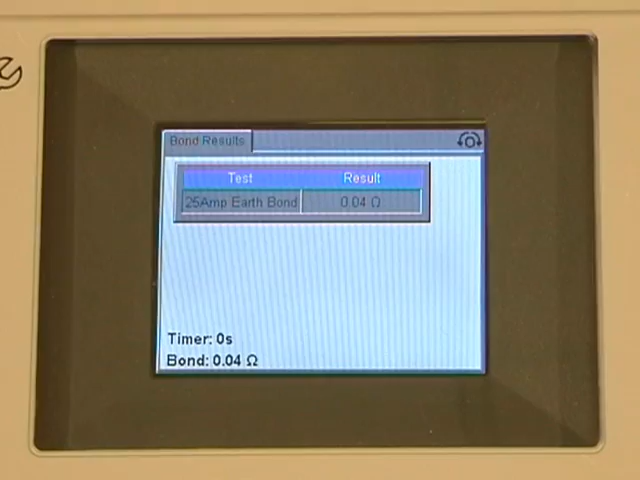 Bond Results
Test Result
25Amp Earth Bond 0.04 Ω
Timer: 0s
Bond: 0.04 Ω